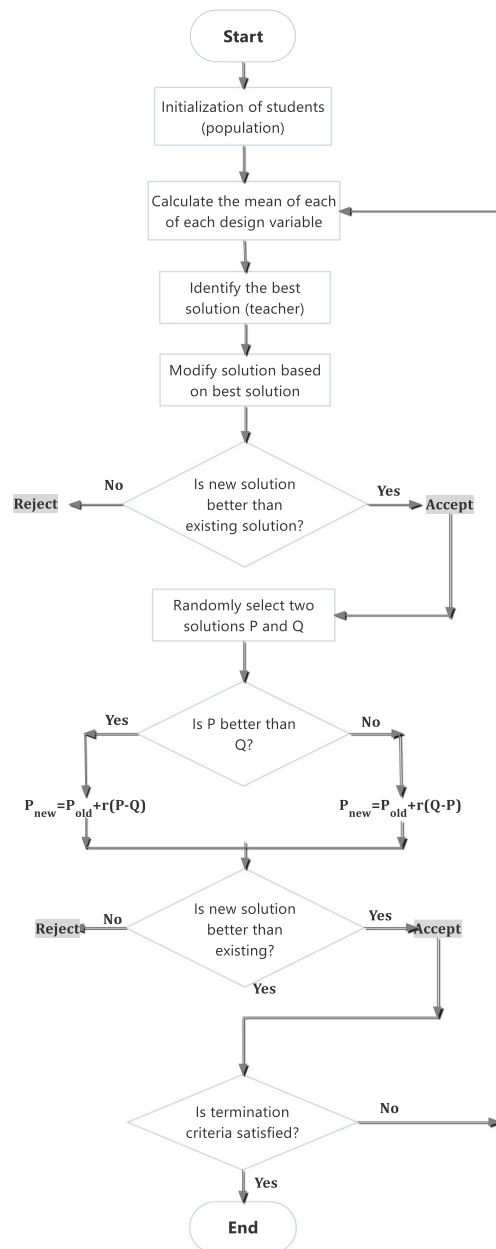 Start
Initialization of students
(population)
Calculate the mean of each
of each design variable
Identify the best
solution (teacher)
Modify solution based
on best solution
Is new solution
better than
existing solution?
No
Reject
Yes
Accept
Randomly select two
solutions P and Q
Is P better than
Q?
Yes
No
Pnew=Pold+r(P-Q)
Pnew=Pold+r(Q-P)
Is new solution
better than
existing?
No
Reject
Yes
Accept
Yes
Is termination
criteria satisfied?
No
Yes
End